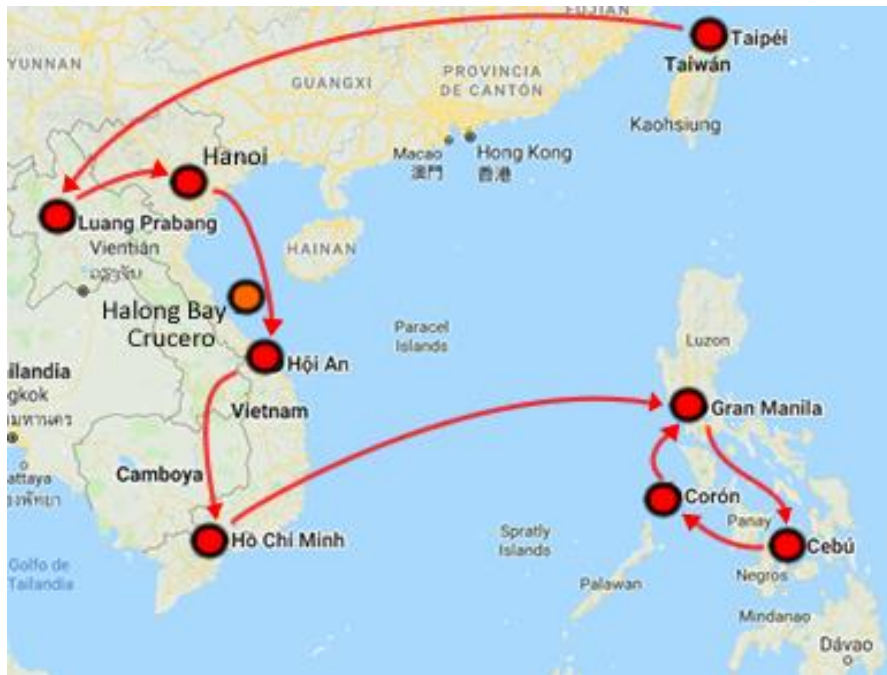 FUJIAN
YUNNAN
Taipéi
Taiwán
GUANGXI
PROVINCIA
DE CANTÓN
Kaohsiung
Macao
澳門
Hong Kong
香港
Hanoi
Luang Prabang
Vientián
HAINAN
Halong Bay
Crucero
Paracel
Islands
Luzon
Hội An
ilandia
gkok
Vietnam
Gran Manila
Camboya
attaya
Corón
Panay
Hồ Chí Minh
Spratly
Islands
Cebú
Golfo de
Tailandia
Negros
Palawan
Mindanao
Dávao